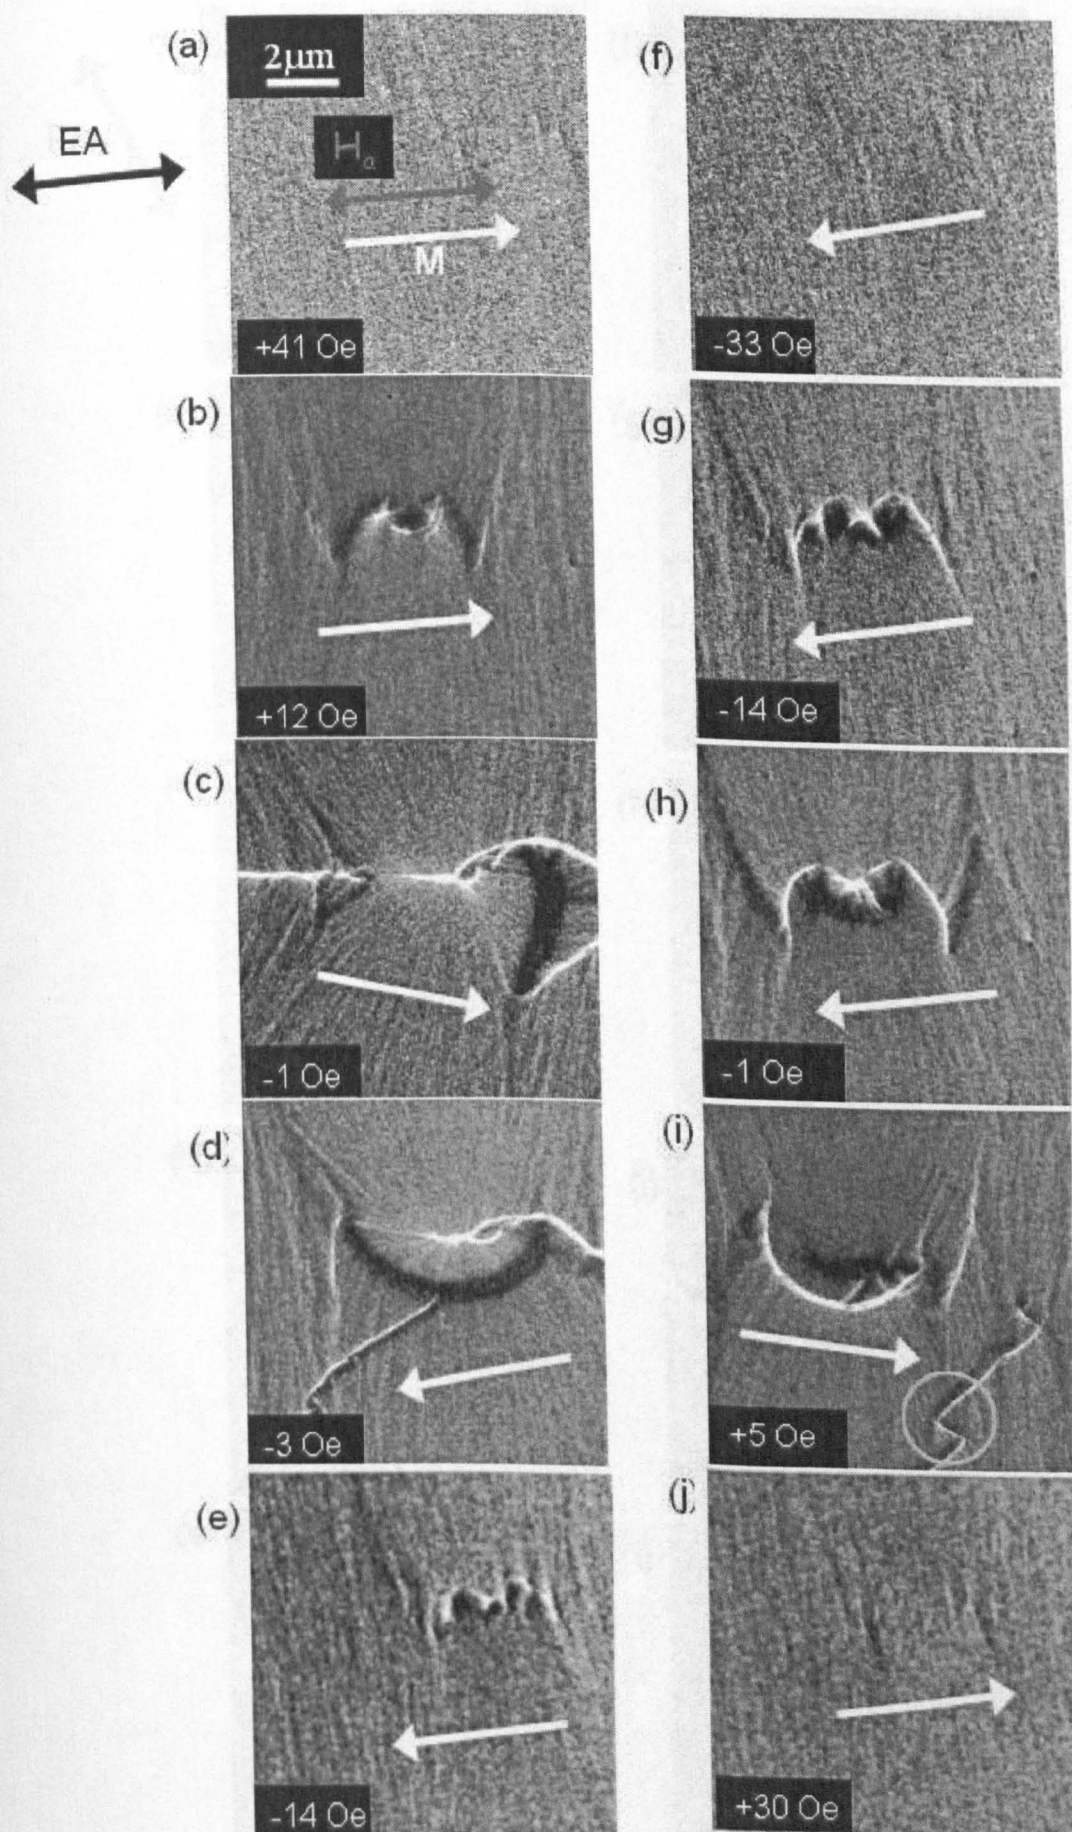 (a)
2μm
EA
Hₐ
M
+41 Oe
(b)
+12 Oe
(c)
-1 Oe
(d)
-3 Oe
(e)
-14 Oe
(f)
-33 Oe
(g)
-14 Oe
(h)
-1 Oe
(i)
+5 Oe
(j)
+30 Oe